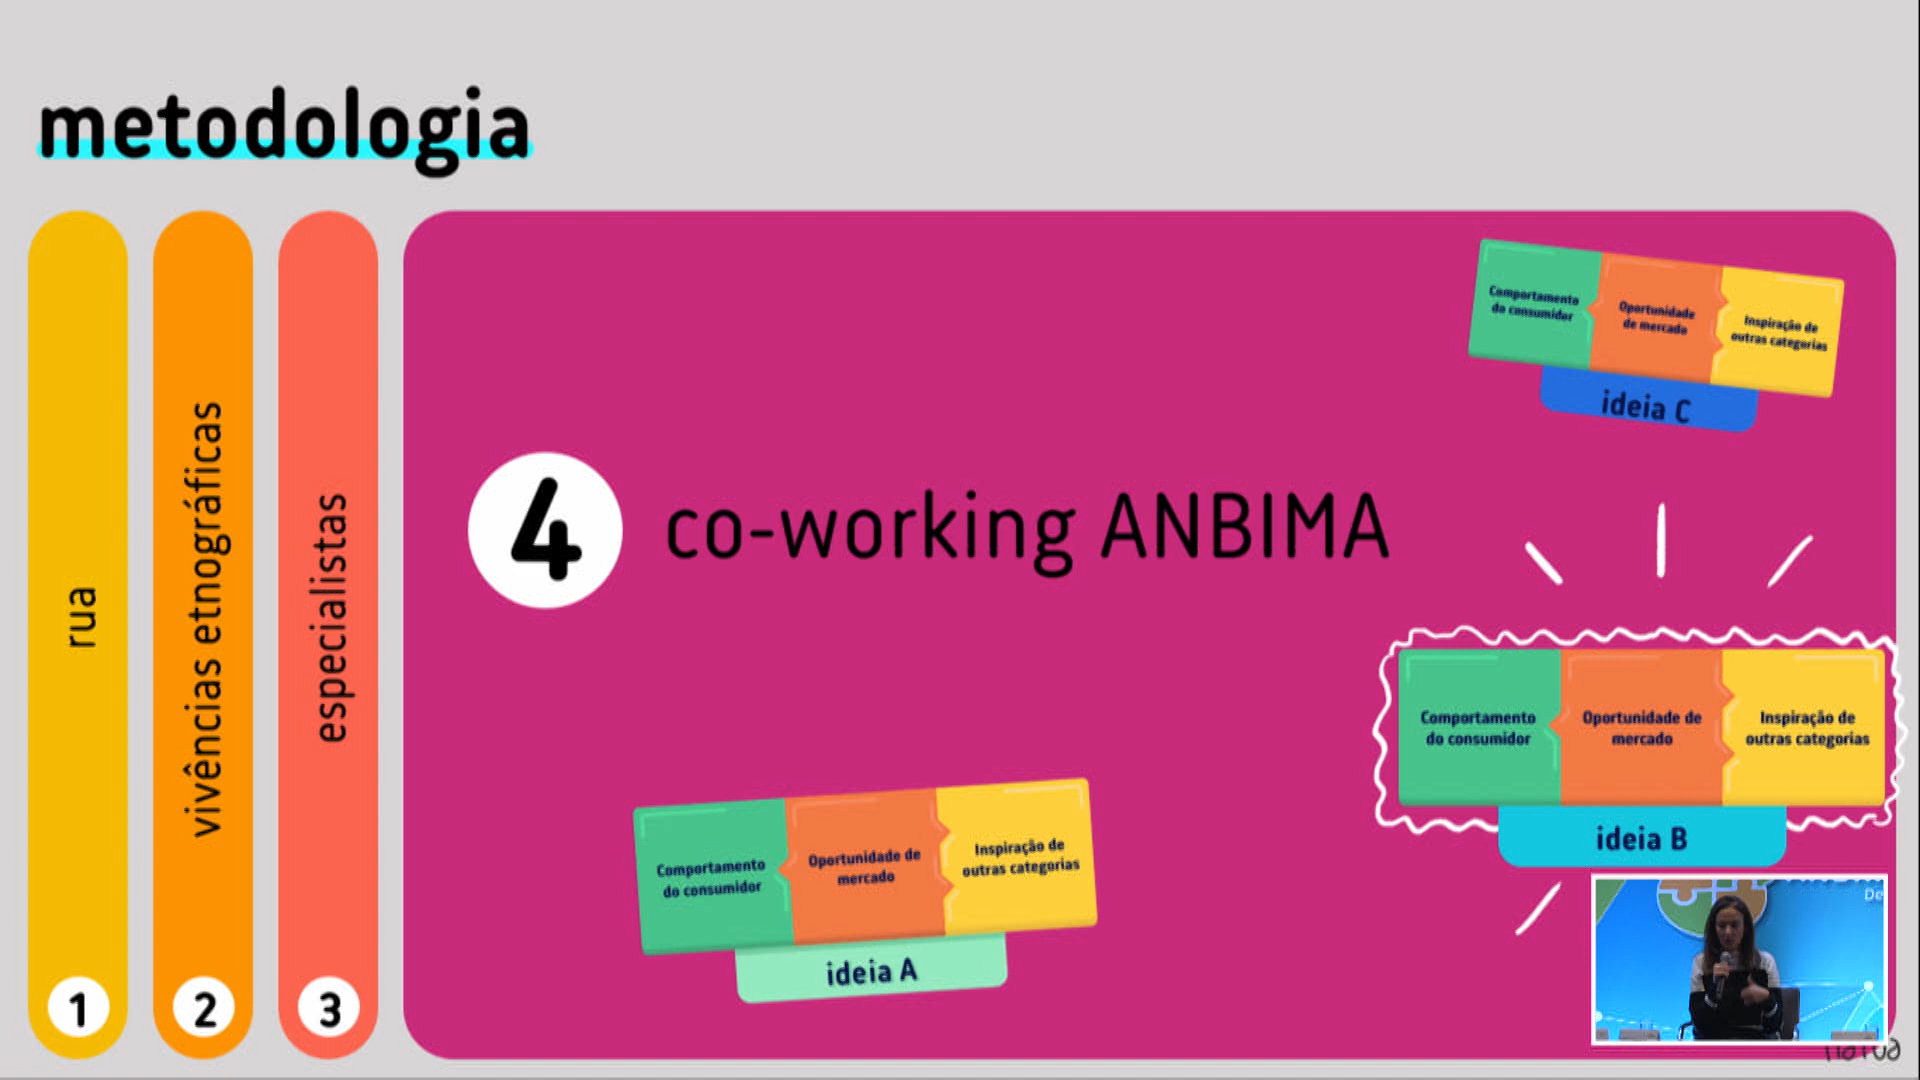 metodologia
rua
1
vivências etnográficas
2
especialistas
3
4
co-working ANBIMA
Comportamento
do consumidor
Oportunidade
de mercado
Inspiração de
outras categorias
ideia C
Comportamento
do consumidor
Oportunidade de
mercado
Inspiração de
outras categorias
ideia B
Comportamento
do consumidor
Oportunidade de
mercado
Inspiração de
outras categorias
ideia A
De